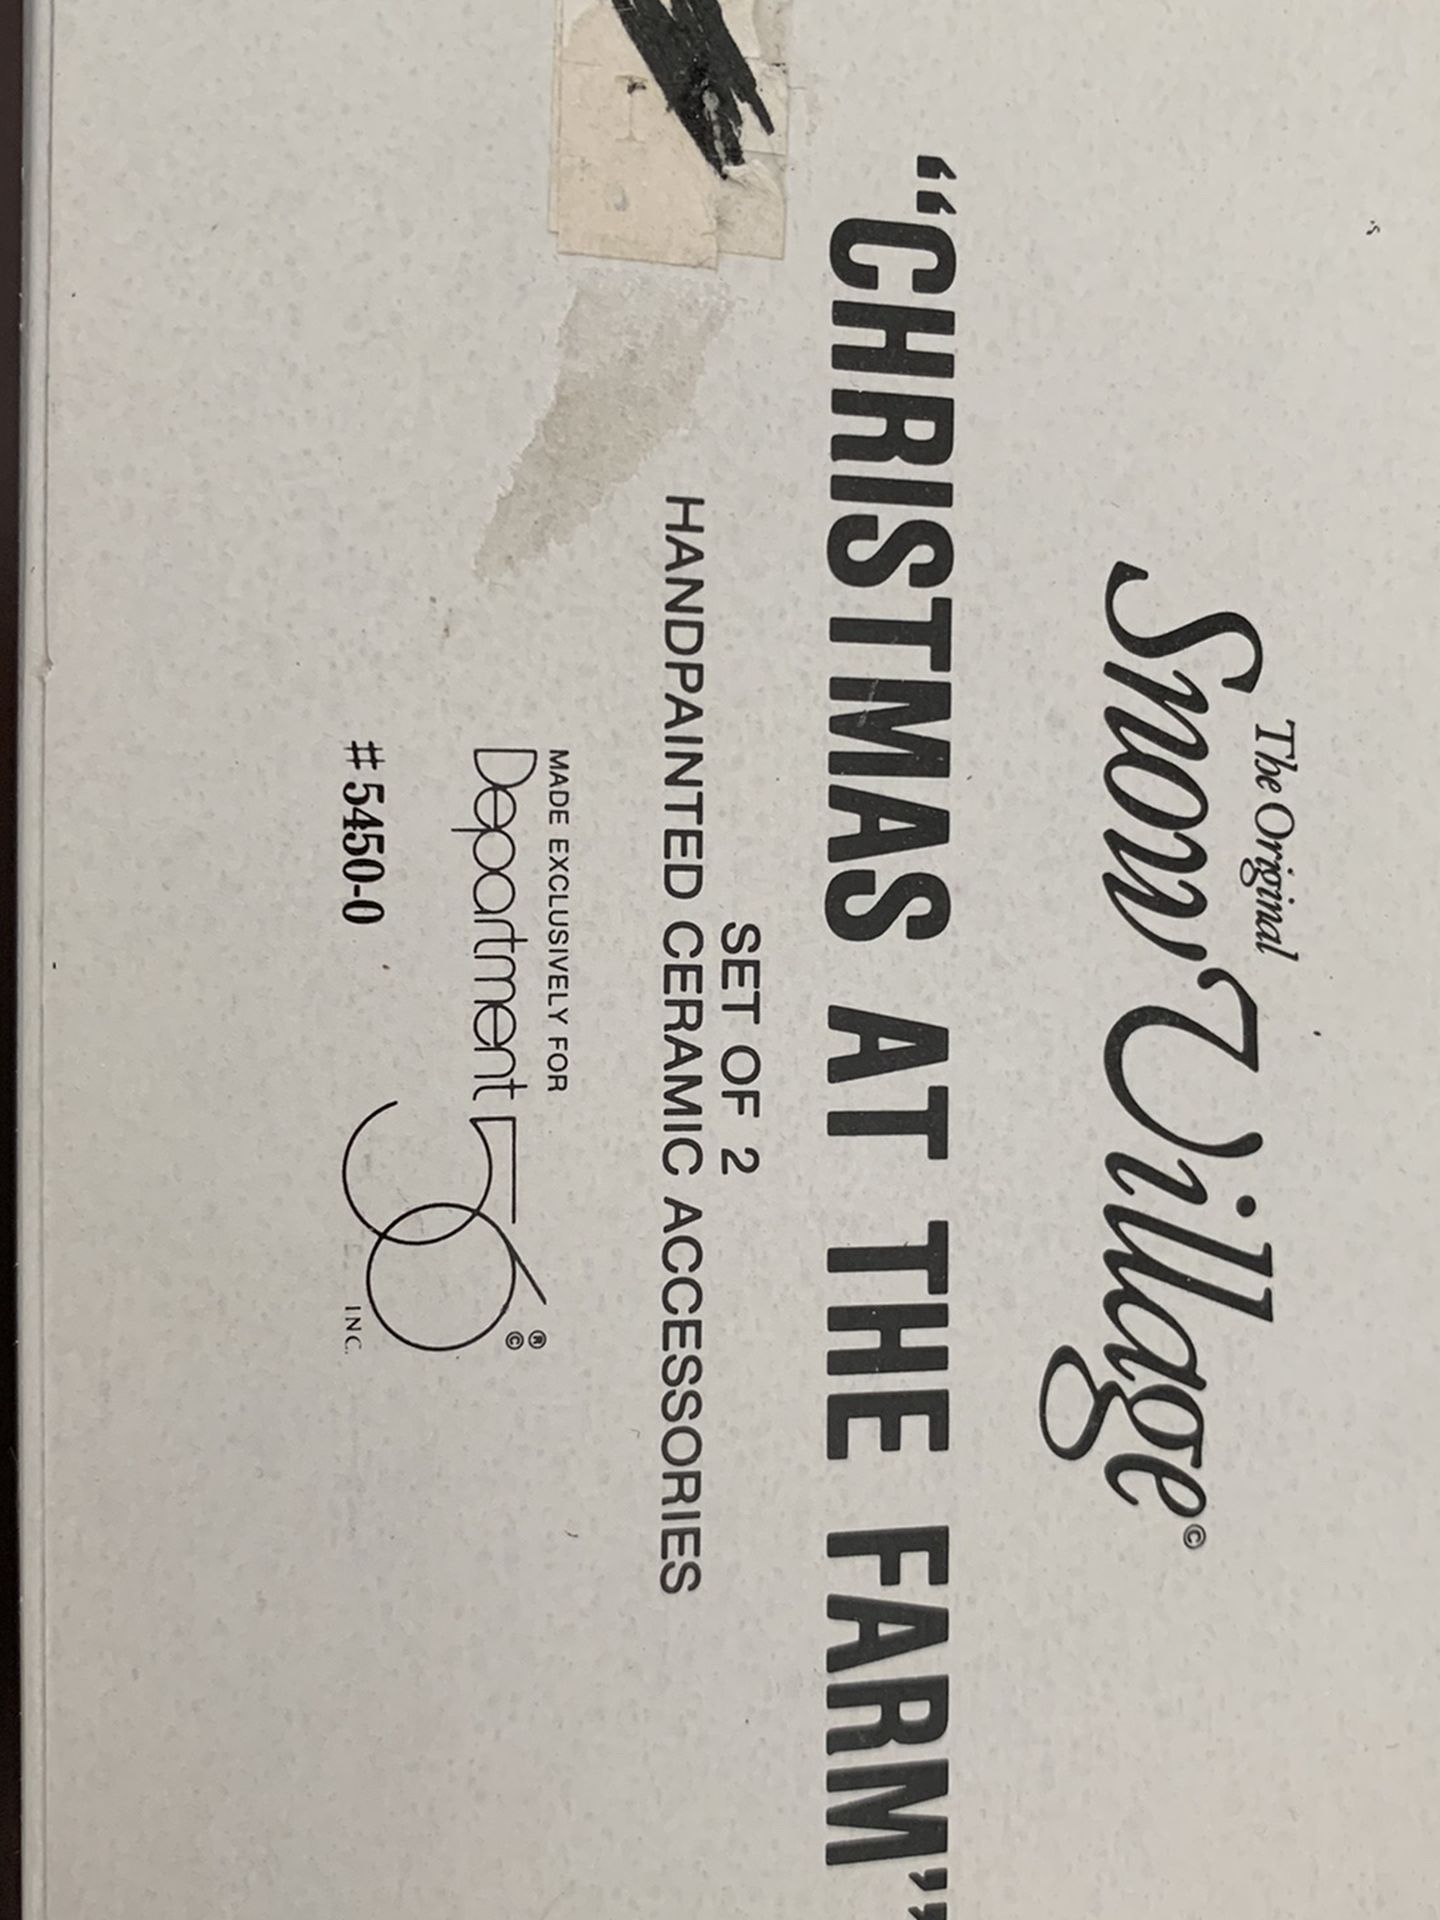 The Original
Snow Village©
“CHRISTMAS AT THE FARM”
SET OF 2
HANDPAINTED CERAMIC ACCESSORIES
MADE EXCLUSIVELY FOR
Department 56®©
INC.
#5450-0